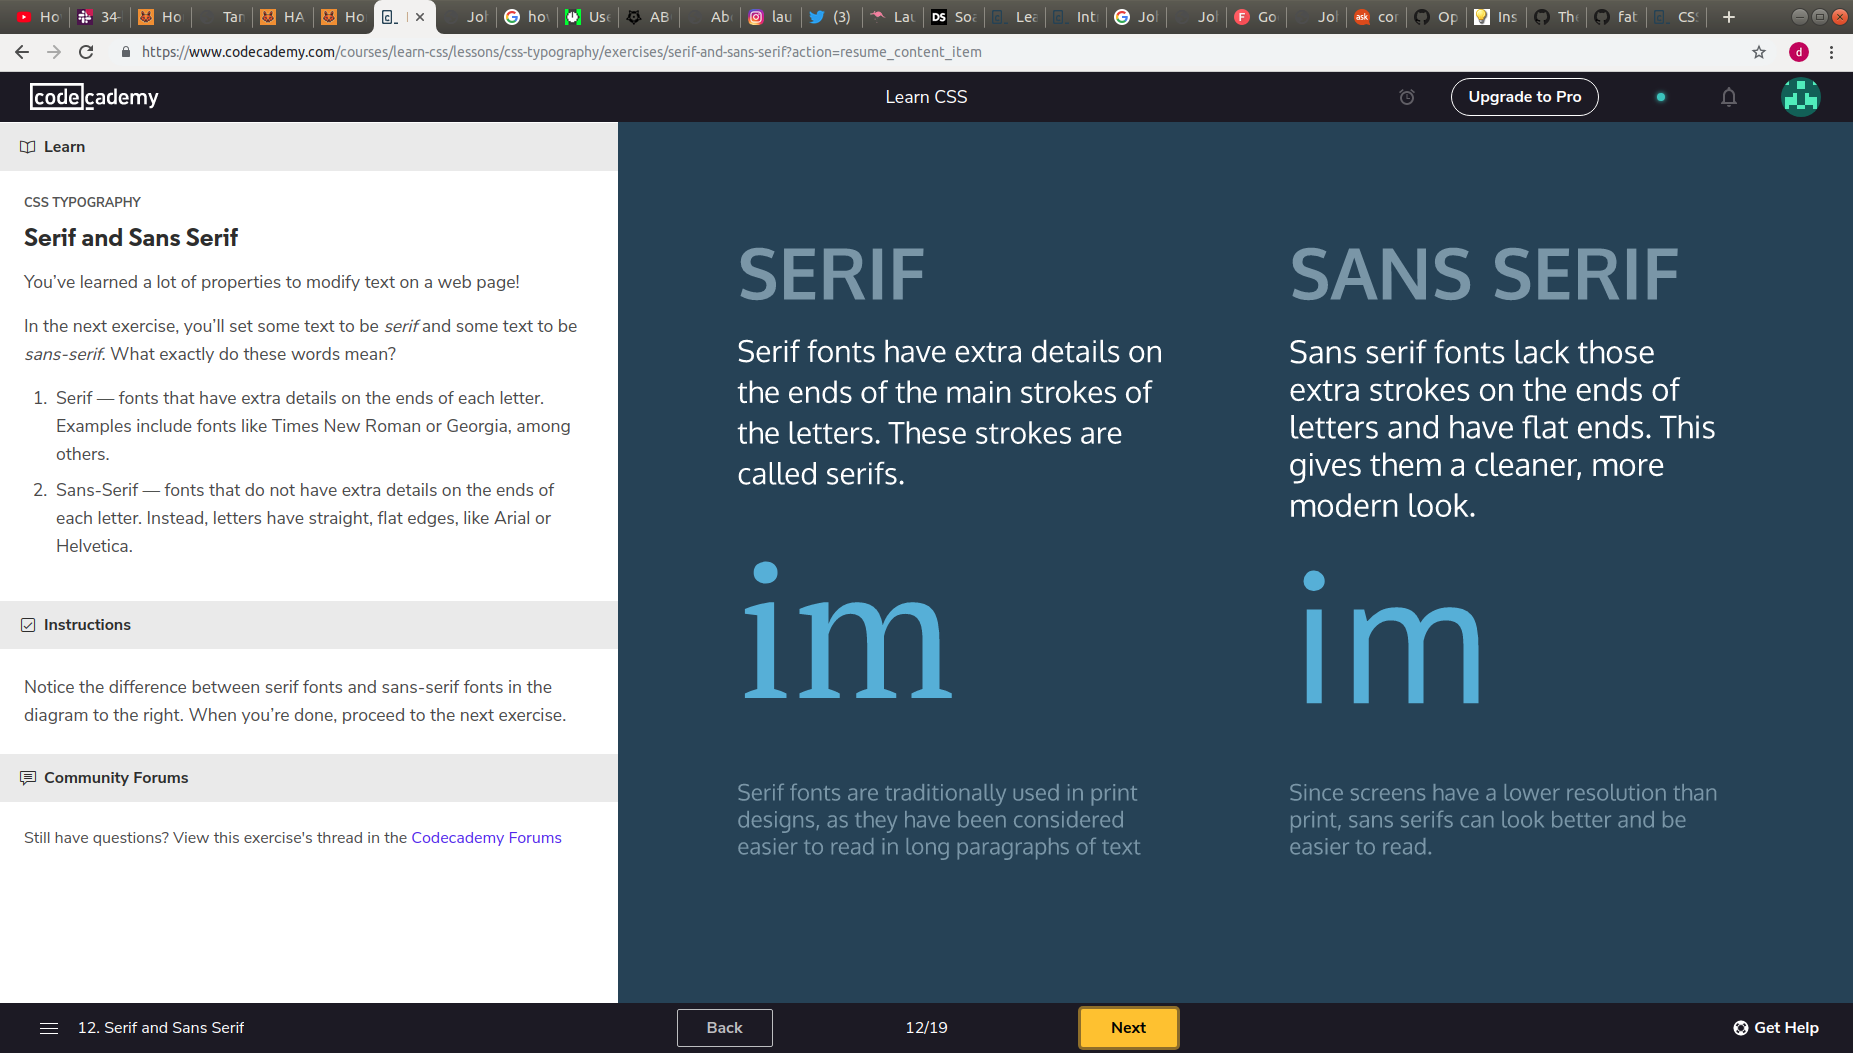 Ho
34-
Ho
Tar
HA
Ho
Jol
hov
Use
AB
Abo
lau
(3)
Lau
Soa
Lea
Int
Jol
Jol
Go
Jol
cor
Op
Ins
The
fat
CSS
https://www.codecademy.com/courses/learn-css/lessons/css-typography/exercises/serif-and-sans-serif?action=resume_content_item
d
codecademy
Learn CSS
Upgrade to Pro
Learn
CSS TYPOGRAPHY
Serif and Sans Serif
You’ve learned a lot of properties to modify text on a web page!
In the next exercise, you’ll set some text to be serif and some text to be
sans-serif. What exactly do these words mean?
1. Serif — fonts that have extra details on the ends of each letter.
Examples include fonts like Times New Roman or Georgia, among
others.
2. Sans-Serif — fonts that do not have extra details on the ends of
each letter. Instead, letters have straight, flat edges, like Arial or
Helvetica.
Instructions
Notice the difference between serif fonts and sans-serif fonts in the
diagram to the right. When you’re done, proceed to the next exercise.
Community Forums
Still have questions? View this exercise's thread in the Codecademy Forums
SERIF
Serif fonts have extra details on
the ends of the main strokes of
the letters. These strokes are
called serifs.
im
Serif fonts are traditionally used in print
designs, as they have been considered
easier to read in long paragraphs of text
SANS SERIF
Sans serif fonts lack those
extra strokes on the ends of
letters and have flat ends. This
gives them a cleaner, more
modern look.
im
Since screens have a lower resolution than
print, sans serifs can look better and be
easier to read.
12. Serif and Sans Serif
Back
12/19
Next
Get Help